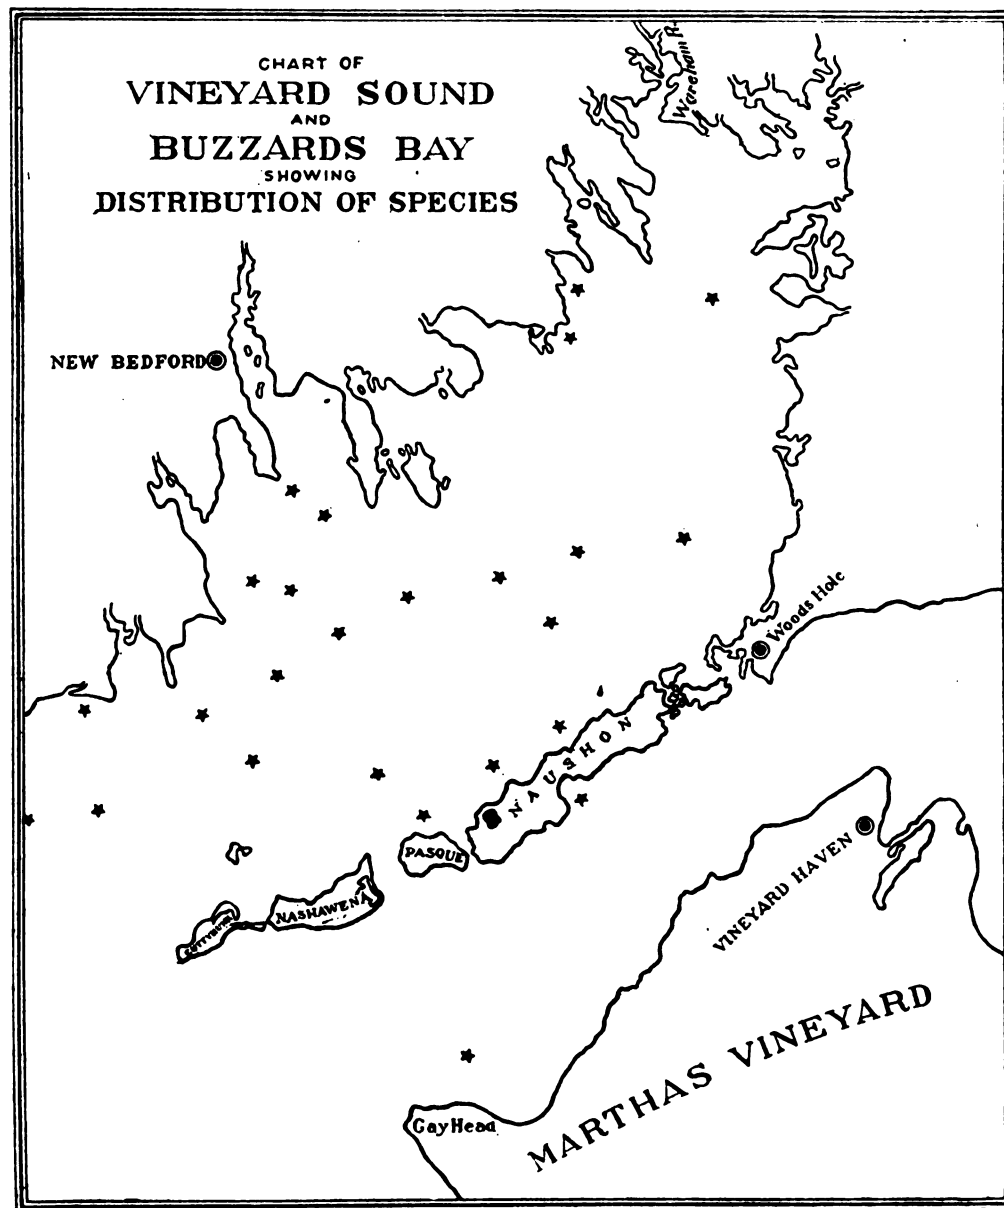 CHART OF
VINEYARD SOUND
AND
BUZZARDS BAY
SHOWING
DISTRIBUTION OF SPECIES
Wareham R.
NEW BEDFORD
Woods Hole
NAUSHON
PASQUE
NASHAWENA
VINEYARD HAVEN
MARTHAS VINEYARD
Gay Head